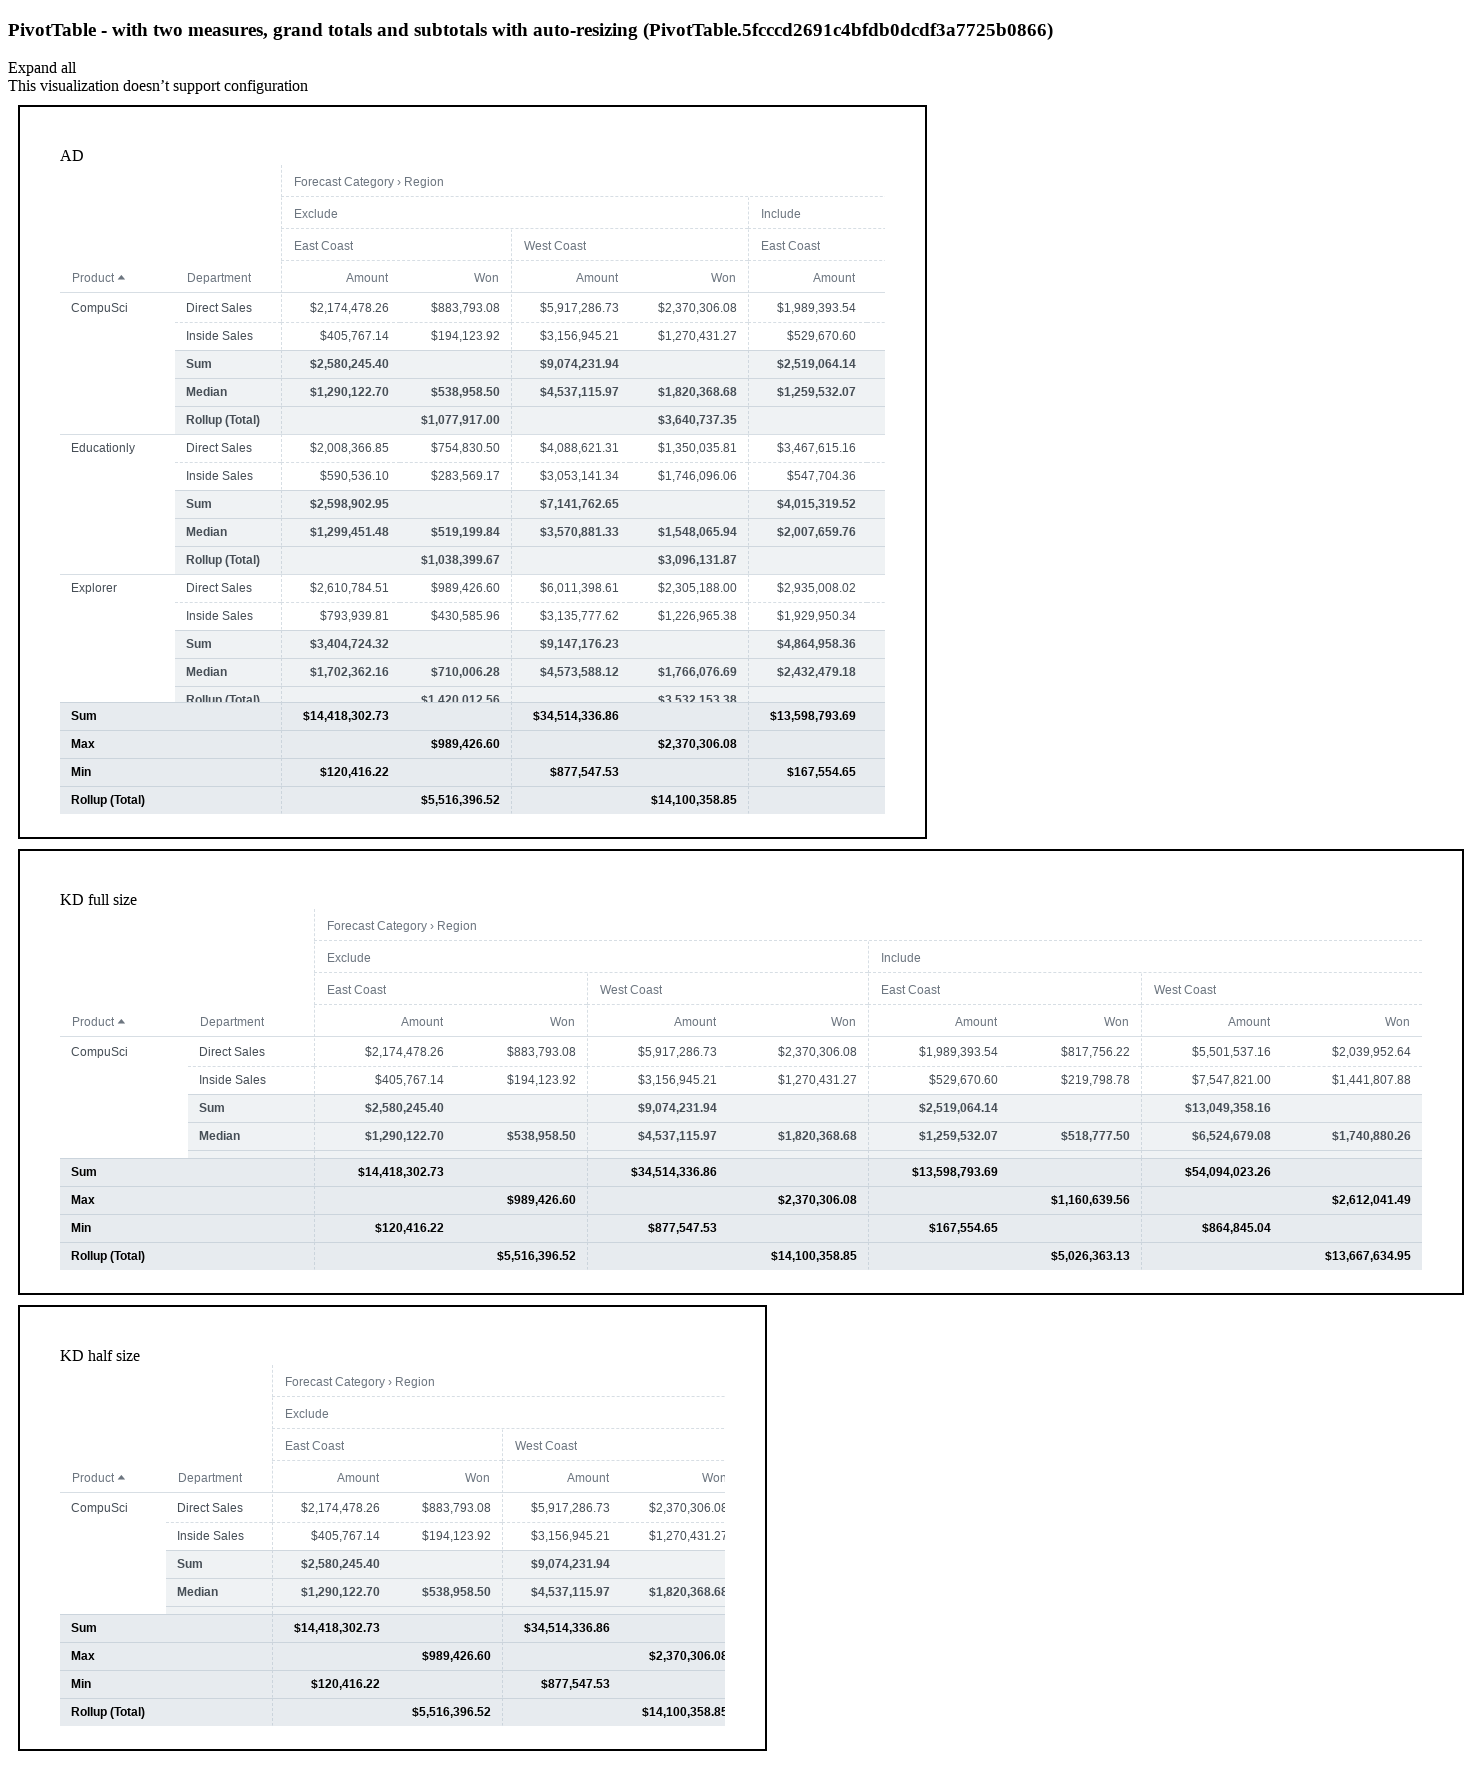 PivotTable - with two measures, grand totals and subtotals with auto-resizing (PivotTable.5fcccd2691c4bfdb0dcdf3a7725b0866)
Expand all
This visualization doesn’t support configuration
AD
Forecast Category › Region
Exclude Include
East Coast West Coast East Coast
Product Department Amount Won Amount Won Amount
CompuSci Direct Sales $2,174,478.26 $883,793.08 $5,917,286.73 $2,370,306.08 $1,989,393.54
Inside Sales $405,767.14 $194,123.92 $3,156,945.21 $1,270,431.27 $529,670.60
Sum $2,580,245.40 $9,074,231.94 $2,519,064.14
Median $1,290,122.70 $538,958.50 $4,537,115.97 $1,820,368.68 $1,259,532.07
Rollup (Total) $1,077,917.00 $3,640,737.35
Educationly Direct Sales $2,008,366.85 $754,830.50 $4,088,621.31 $1,350,035.81 $3,467,615.16
Inside Sales $590,536.10 $283,569.17 $3,053,141.34 $1,746,096.06 $547,704.36
Sum $2,598,902.95 $7,141,762.65 $4,015,319.52
Median $1,299,451.48 $519,199.84 $3,570,881.33 $1,548,065.94 $2,007,659.76
Rollup (Total) $1,038,399.67 $3,096,131.87
Explorer Direct Sales $2,610,784.51 $989,426.60 $6,011,398.61 $2,305,188.00 $2,935,008.02
Inside Sales $793,939.81 $430,585.96 $3,135,777.62 $1,226,965.38 $1,929,950.34
Sum $3,404,724.32 $9,147,176.23 $4,864,958.36
Median $1,702,362.16 $710,006.28 $4,573,588.12 $1,766,076.69 $2,432,479.18
Rollup (Total) $1,420,012.56 $3,532,153.38
Sum $14,418,302.73 $34,514,336.86 $13,598,793.69
Max $989,426.60 $2,370,306.08
Min $120,416.22 $877,547.53 $167,554.65
Rollup (Total) $5,516,396.52 $14,100,358.85
KD full size
Forecast Category › Region
Exclude Include
East Coast West Coast East Coast West Coast
Product Department Amount Won Amount Won Amount Won Amount Won
CompuSci Direct Sales $2,174,478.26 $883,793.08 $5,917,286.73 $2,370,306.08 $1,989,393.54 $817,756.22 $5,501,537.16 $2,039,952.64
Inside Sales $405,767.14 $194,123.92 $3,156,945.21 $1,270,431.27 $529,670.60 $219,798.78 $7,547,821.00 $1,441,807.88
Sum $2,580,245.40 $9,074,231.94 $2,519,064.14 $13,049,358.16
Median $1,290,122.70 $538,958.50 $4,537,115.97 $1,820,368.68 $1,259,532.07 $518,777.50 $6,524,679.08 $1,740,880.26
Sum $14,418,302.73 $34,514,336.86 $13,598,793.69 $54,094,023.26
Max $989,426.60 $2,370,306.08 $1,160,639.56 $2,612,041.49
Min $120,416.22 $877,547.53 $167,554.65 $864,845.04
Rollup (Total) $5,516,396.52 $14,100,358.85 $5,026,363.13 $13,667,634.95
KD half size
Forecast Category › Region
Exclude
East Coast West Coast
Product Department Amount Won Amount Won
CompuSci Direct Sales $2,174,478.26 $883,793.08 $5,917,286.73 $2,370,306.08
Inside Sales $405,767.14 $194,123.92 $3,156,945.21 $1,270,431.27
Sum $2,580,245.40 $9,074,231.94
Median $1,290,122.70 $538,958.50 $4,537,115.97 $1,820,368.68
Sum $14,418,302.73 $34,514,336.86
Max $989,426.60 $2,370,306.08
Min $120,416.22 $877,547.53
Rollup (Total) $5,516,396.52 $14,100,358.85